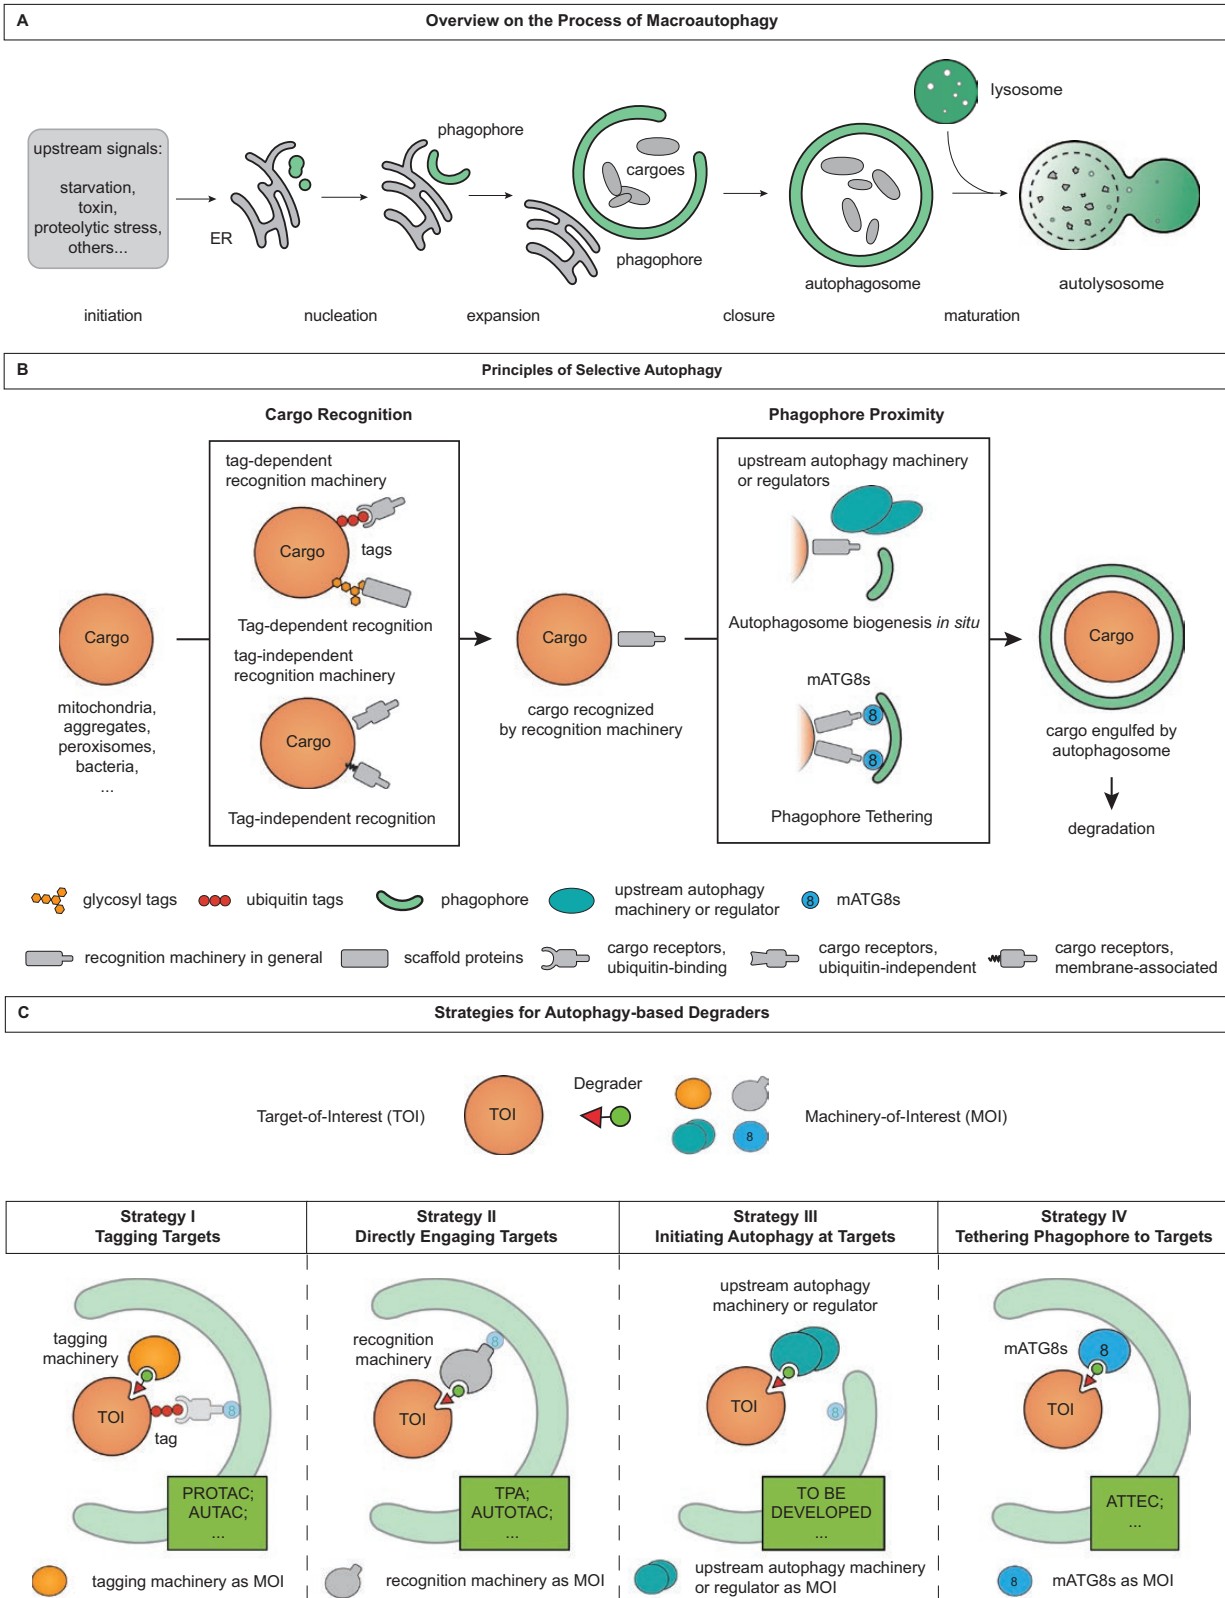 A
Overview on the Process of Macroautophagy
upstream signals:
starvation,
toxin,
proteolytic stress,
others...
ER
phagophore
cargoes
phagophore
autophagosome
lysosome
autolysosome
initiation
nucleation
expansion
closure
maturation
B
Principles of Selective Autophagy
Cargo Recognition
Phagophore Proximity
Cargo
mitochondria,
aggregates,
peroxisomes,
bacteria,
...
tag-dependent
recognition machinery
Cargo
tags
Tag-dependent recognition
tag-independent
recognition machinery
Cargo
Tag-independent recognition
Cargo
cargo recognized
by recognition machinery
upstream autophagy machinery
or regulators
Autophagosome biogenesis in situ
mATG8s
8
8
Phagophore Tethering
Cargo
cargo engulfed by
autophagosome
degradation
glycosyl tags
ubiquitin tags
phagophore
upstream autophagy
machinery or regulator
8
mATG8s
recognition machinery in general
scaffold proteins
cargo receptors,
ubiquitin-binding
cargo receptors,
ubiquitin-independent
cargo receptors,
membrane-associated
C
Strategies for Autophagy-based Degraders
Target-of-Interest (TOI)
TOI
Degrader
8
Machinery-of-Interest (MOI)
Strategy I
Tagging Targets
Strategy II
Directly Engaging Targets
Strategy III
Initiating Autophagy at Targets
Strategy IV
Tethering Phagophore to Targets
tagging
machinery
TOI
tag
8
PROTAC;
AUTAC;
...
tagging machinery as MOI
recognition
machinery
8
TOI
TPA;
AUTOTAC;
...
recognition machinery as MOI
upstream autophagy
machinery or regulator
TOI
8
TO BE
DEVELOPED
...
upstream autophagy machinery
or regulator as MOI
mATG8s
8
TOI
ATTEC;
...
8
mATG8s as MOI